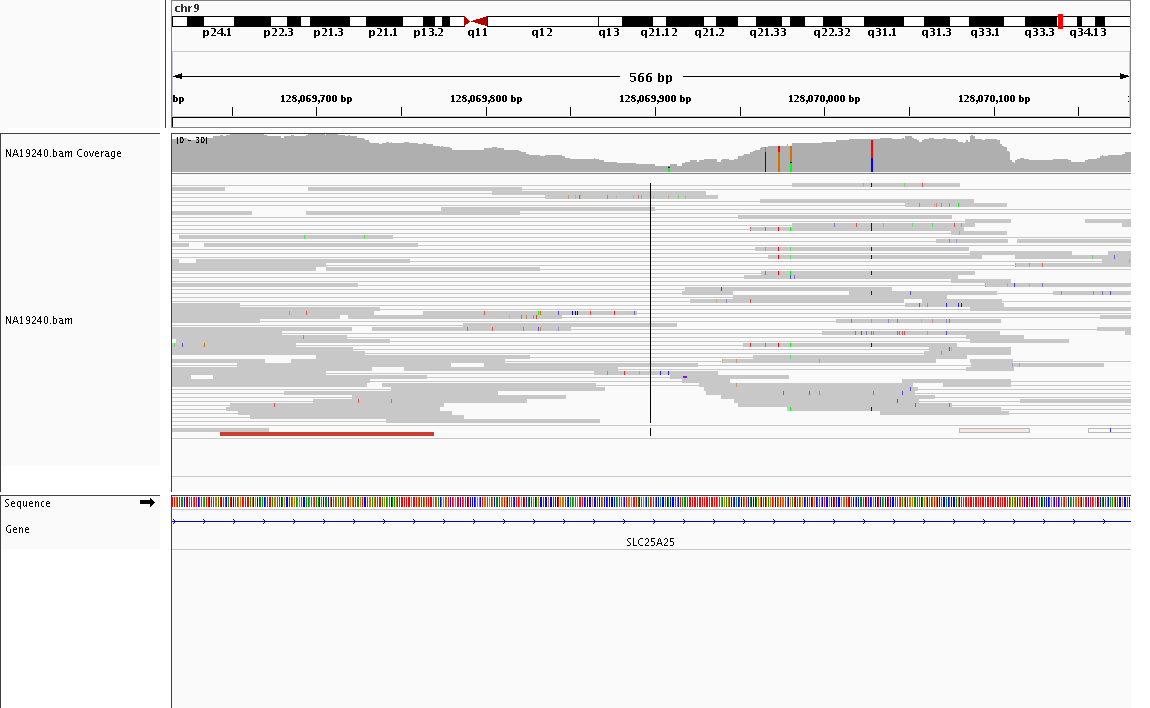 chr9
p24.1 p22.3 p21.3 p21.1 p13.2 q11 q12 q13 q21.12 q21.2 q21.33 q22.32 q31.1 q31.3 q33.1 q33.3 q34.13
566 bp
bp 128,069,700 bp 128,069,800 bp 128,069,900 bp 128,070,000 bp 128,070,100 bp
NA19240.bam Coverage
[0 - 30]
NA19240.bam
Sequence
Gene
SLC25A25